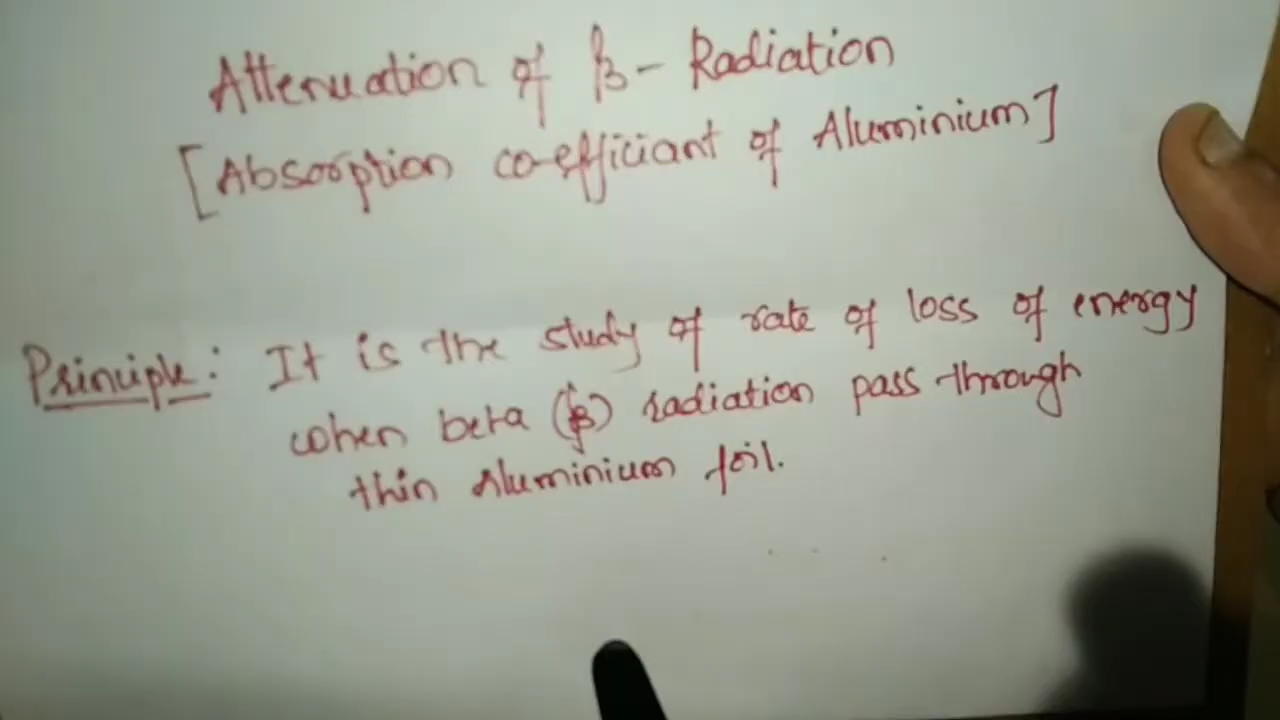 Attenuation of β - Radiation
[Absorption co-efficiant of Aluminium]
Principle: It is the study of rate of loss of energy
when beta (β) radiation pass through
thin Aluminium foil.